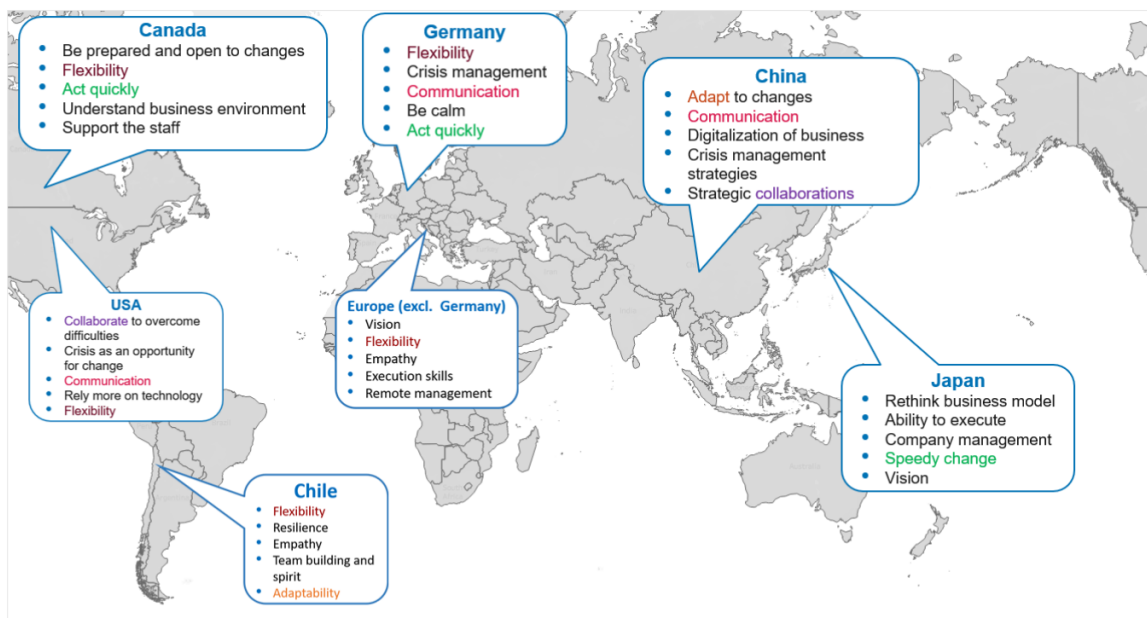 Canada
• Be prepared and open to changes
• Flexibility
• Act quickly
• Understand business environment
• Support the staff
Germany
• Flexibility
• Crisis management
• Communication
• Be calm
• Act quickly
China
• Adapt to changes
• Communication
• Digitalization of business
• Crisis management
strategies
• Strategic collaborations
USA
• Collaborate to overcome
difficulties
• Crisis as an opportunity
for change
• Communication
• Rely more on technology
• Flexibility
Europe (excl. Germany)
• Vision
• Flexibility
• Empathy
• Execution skills
• Remote management
Japan
• Rethink business model
• Ability to execute
• Company management
• Speedy change
• Vision
Chile
• Flexibility
• Resilience
• Empathy
• Team building and
spirit
• Adaptability